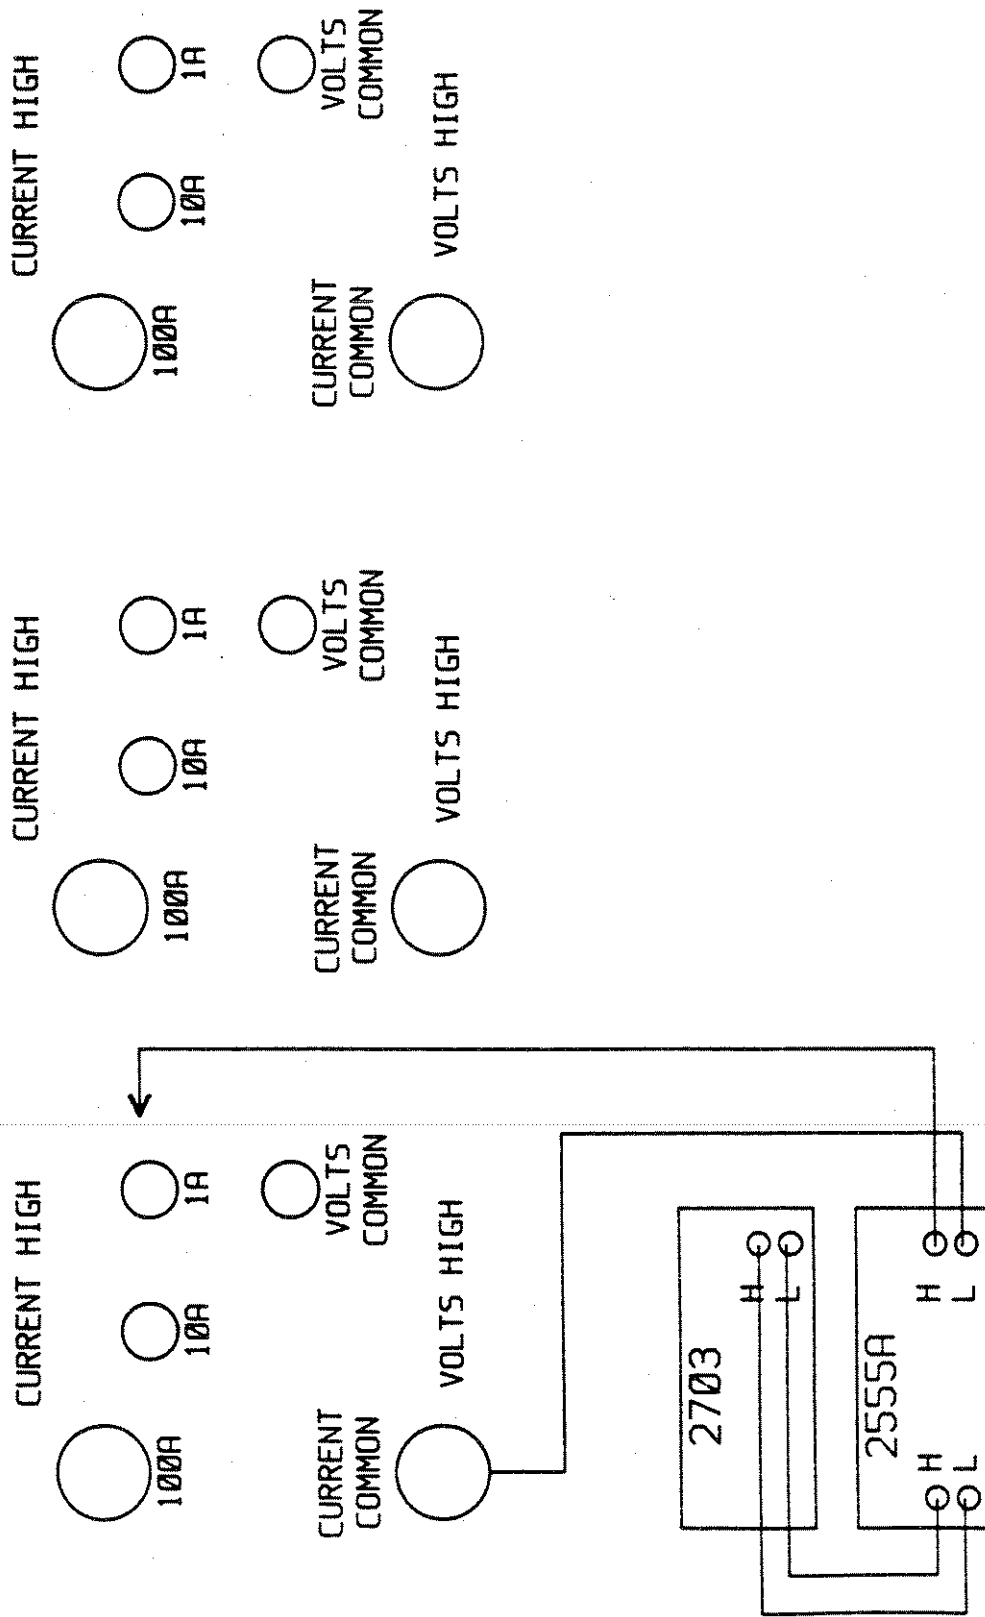 CURRENT HIGH
100A
10A
1A
CURRENT
COMMON
VOLTS
COMMON
VOLTS HIGH
CURRENT HIGH
100A
10A
1A
CURRENT
COMMON
VOLTS
COMMON
VOLTS HIGH
CURRENT HIGH
100A
10A
1A
CURRENT
COMMON
VOLTS
COMMON
VOLTS HIGH
2703
H
L
2555A
H
L
H
L